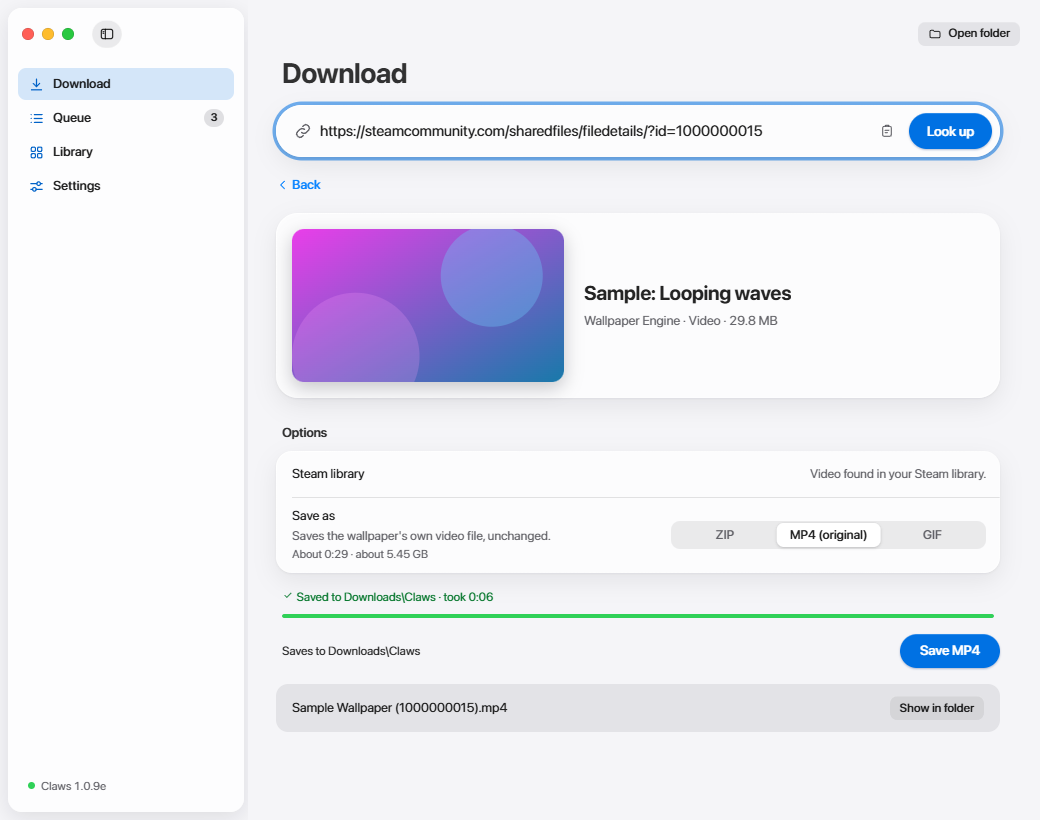 Open folder
Download
Queue
3
Library
Settings
Download
https://steamcommunity.com/sharedfiles/filedetails/?id=1000000015
Look up
Back
Sample: Looping waves
Wallpaper Engine · Video · 29.8 MB
Options
Steam library
Video found in your Steam library.
Save as
Saves the wallpaper's own video file, unchanged.
About 0:29 · about 5.45 GB
ZIP
MP4 (original)
GIF
Saved to Downloads\Claws · took 0:06
Saves to Downloads\Claws
Save MP4
Sample Wallpaper (1000000015).mp4
Show in folder
Claws 1.0.9e